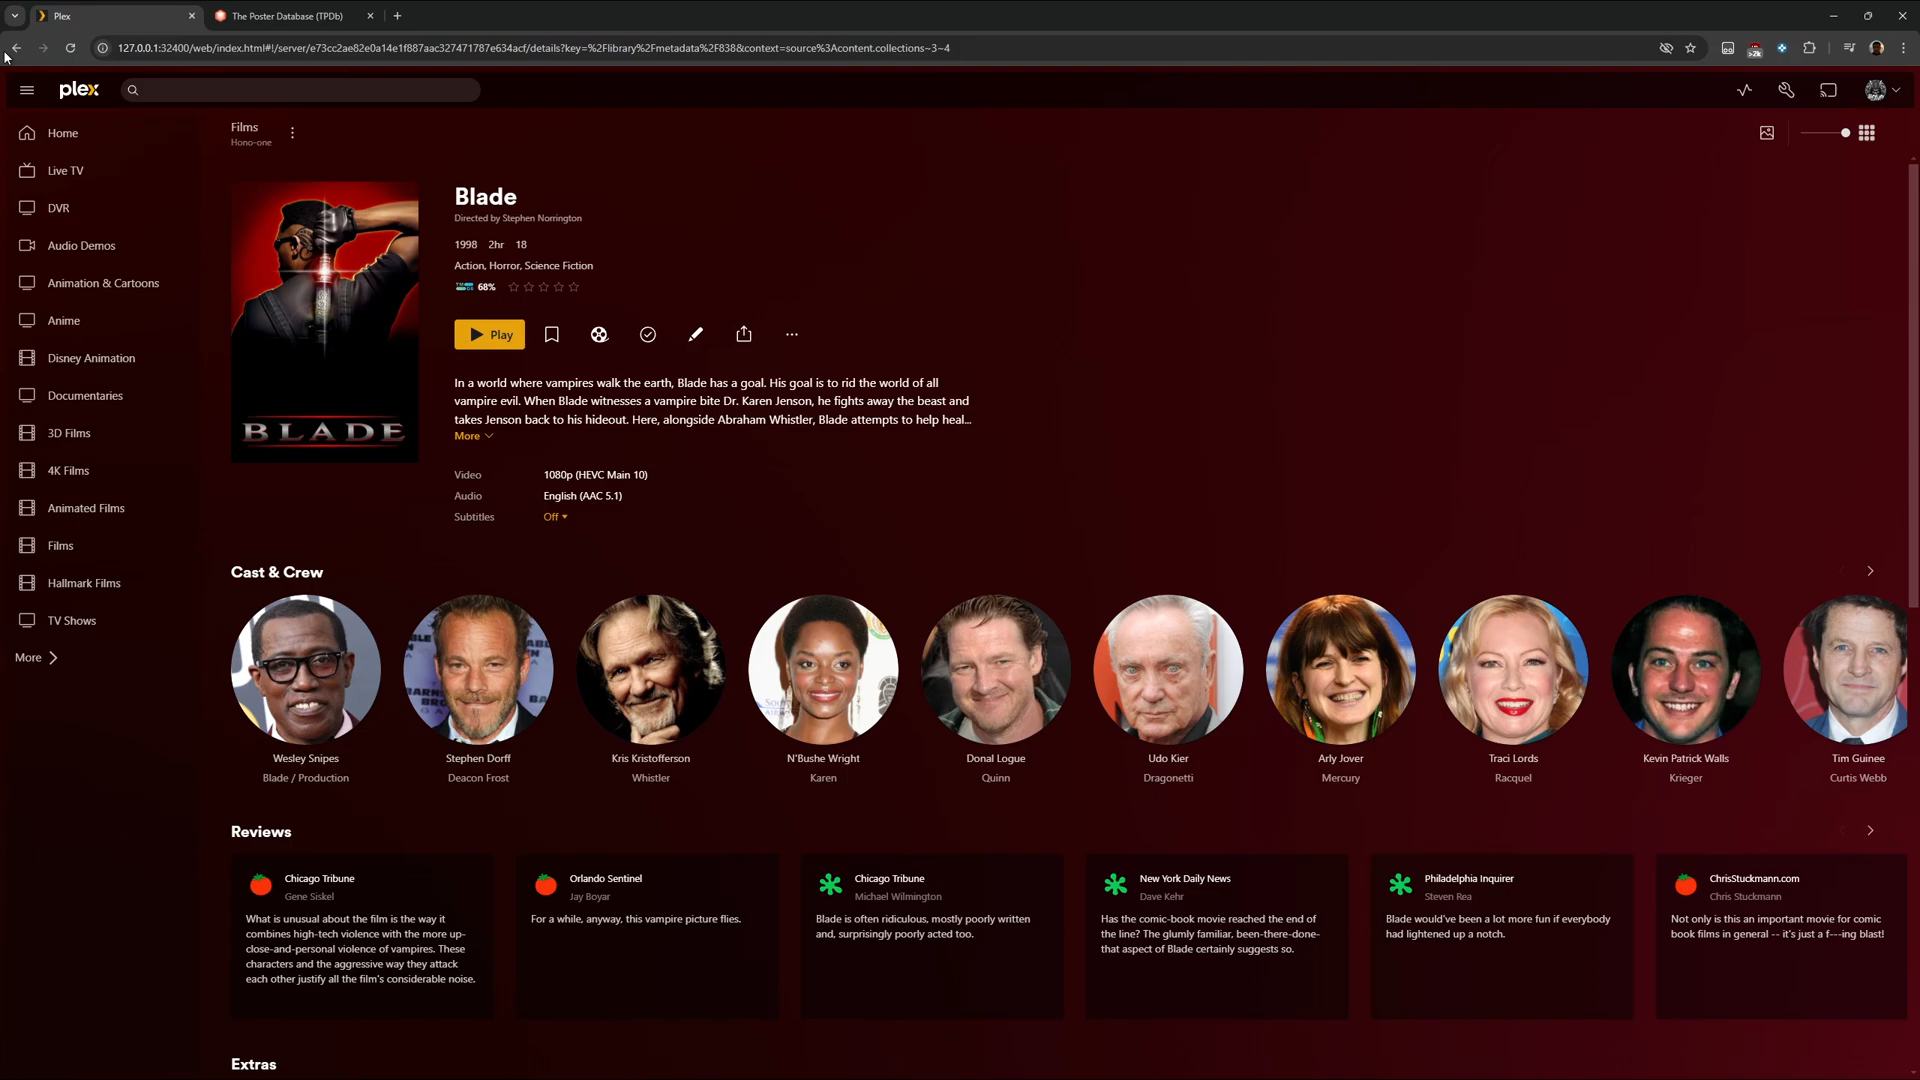 Plex
The Poster Database (TPDb)
127.0.0.1:32400/web/index.html#!/server/e73cc2ae82e0a14e1f887aac327471787e634acf/details?key=%2Flibrary%2Fmetadata%2F838&context=source%3Acontent.collections~3~4
>2k
plex
Home
Live TV
DVR
Audio Demos
Animation & Cartoons
Anime
Disney Animation
Documentaries
3D Films
4K Films
Animated Films
Films
Hallmark Films
TV Shows
More
Films
Hono-one
BLADE
Blade
Directed by Stephen Norrington
1998 2hr 18
Action, Horror, Science Fiction
68%
Play
In a world where vampires walk the earth, Blade has a goal. His goal is to rid the world of all
vampire evil. When Blade witnesses a vampire bite Dr. Karen Jenson, he fights away the beast and
takes Jenson back to his hideout. Here, alongside Abraham Whistler, Blade attempts to help heal...
More
Video 1080p (HEVC Main 10)
Audio English (AAC 5.1)
Subtitles Off
Cast & Crew
Wesley Snipes
Blade / Production
Stephen Dorff
Deacon Frost
Kris Kristofferson
Whistler
N'Bushe Wright
Karen
Donal Logue
Quinn
Udo Kier
Dragonetti
Arly Jover
Mercury
Traci Lords
Racquel
Kevin Patrick Walls
Krieger
Tim Guinee
Curtis Webb
Reviews
Chicago Tribune
Gene Siskel
What is unusual about the film is the way it
combines high-tech violence with the more up-
close-and-personal violence of vampires. These
characters and the aggressive way they attack
each other justify all the film's considerable noise.
Orlando Sentinel
Jay Boyar
For a while, anyway, this vampire picture flies.
Chicago Tribune
Michael Wilmington
Blade is often ridiculous, mostly poorly written
and, surprisingly poorly acted too.
New York Daily News
Dave Kehr
Has the comic-book movie reached the end of
the line? The glumly familiar, been-there-done-
that aspect of Blade certainly suggests so.
Philadelphia Inquirer
Steven Rea
Blade would've been a lot more fun if everybody
had lightened up a notch.
ChrisStuckmann.com
Chris Stuckmann
Not only is this an important movie for comic
book films in general -- it's just a f---ing blast!
Extras